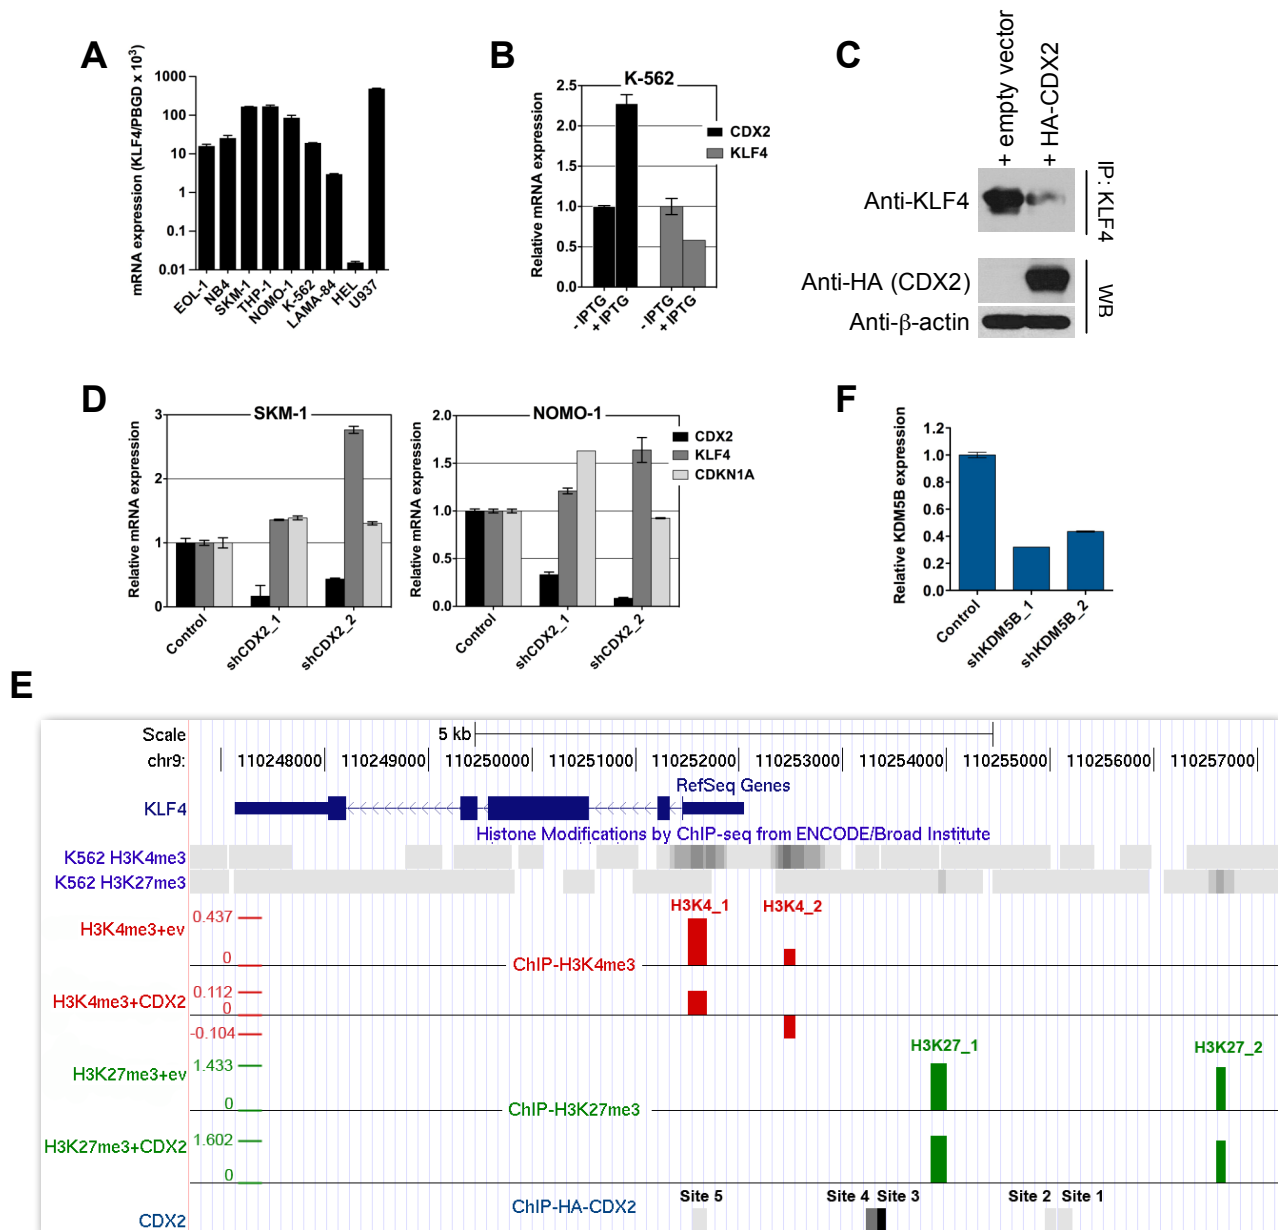 A
mRNA expression (KLF4/PBGD x 10³)
1000
100
10
1
0.1
0.01
EOL-1
NB4
SKM-1
THP-1
NOMO-1
K-562
LAMA-84
HEL
U937
B
K-562
Relative mRNA expression
2.5
2.0
1.5
1.0
0.5
0.0
- IPTG
+ IPTG
- IPTG
+ IPTG
CDX2
KLF4
C
+ empty vector
+ HA-CDX2
Anti-KLF4
IP: KLF4
Anti-HA (CDX2)
Anti-β-actin
WB
D
SKM-1
Relative mRNA expression
3
2
1
0
Control
shCDX2_1
shCDX2_2
NOMO-1
Relative mRNA expression
2.0
1.5
1.0
0.5
0.0
Control
shCDX2_1
shCDX2_2
CDX2
KLF4
CDKN1A
F
Relative KDM5B expression
1.2
1.0
0.8
0.6
0.4
0.2
0.0
Control
shKDM5B_1
shKDM5B_2
E
Scale 5 kb
chr9: 110248000 110249000 110250000 110251000 110252000 110253000 110254000 110255000 110256000 110257000
RefSeq Genes
KLF4
Histone Modifications by ChIP-seq from ENCODE/Broad Institute
K562 H3K4me3
K562 H3K27me3
H3K4_1 H3K4_2
0.437
H3K4me3+ev
0
ChIP-H3K4me3
0.112
H3K4me3+CDX2
0
-0.104
H3K27_1 H3K27_2
1.433
H3K27me3+ev
0
ChIP-H3K27me3
1.602
H3K27me3+CDX2
0
Site 5 Site 4 Site 3 Site 2 Site 1
ChIP-HA-CDX2
CDX2